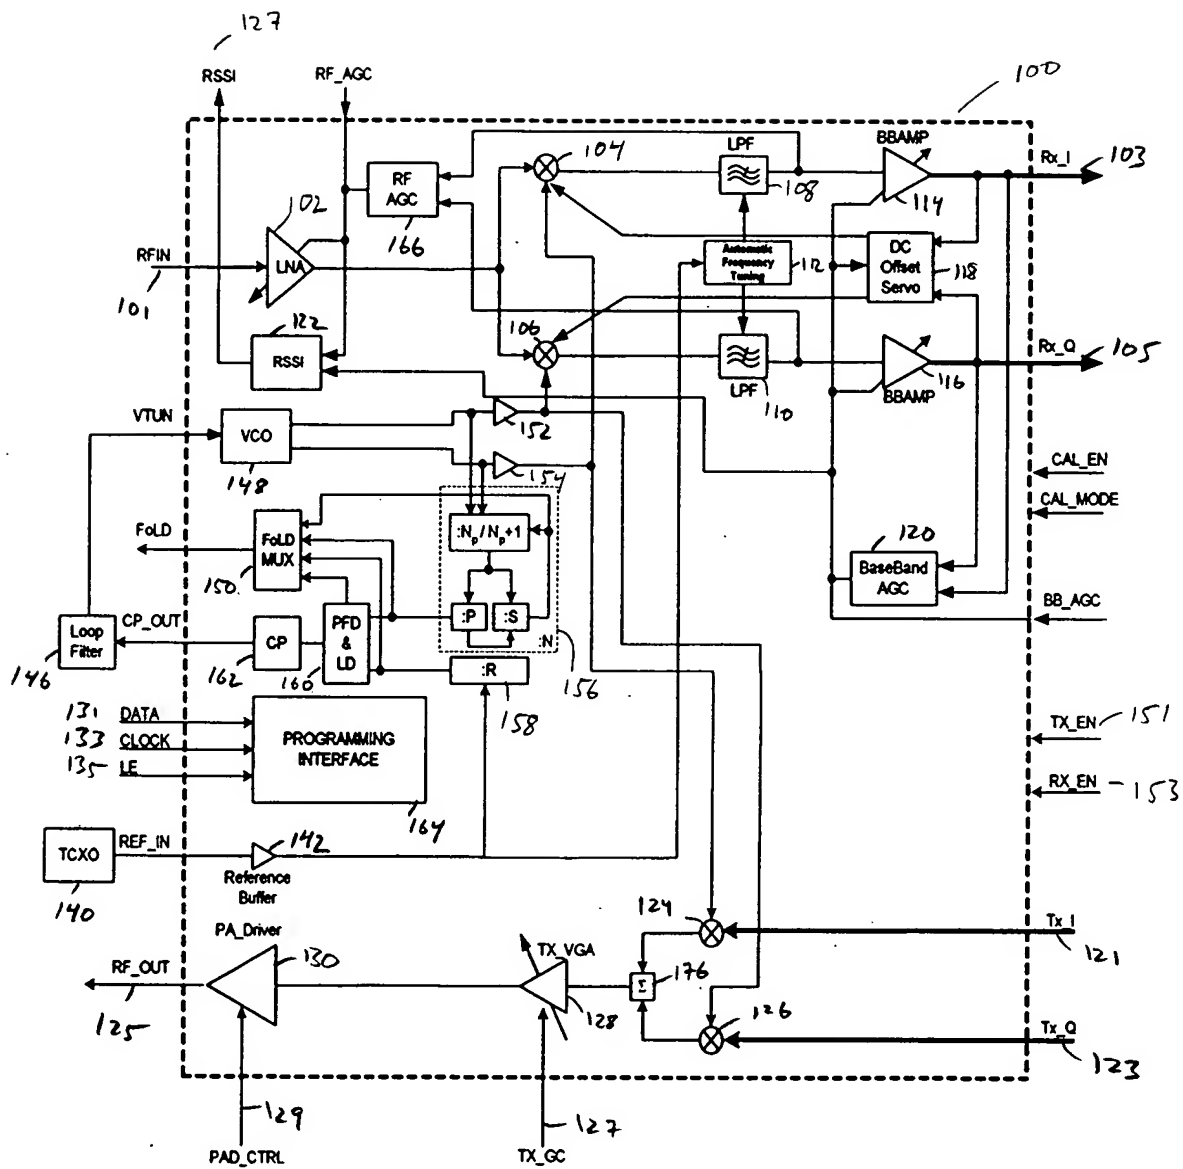 127
RSSI
RF_AGC
100
LPF
BBAMP
Rx_I
103
104
108
114
RF
AGC
166
102
LNA
RFIN
101
Automatic
Frequency
Tuning
112
DC
Offset
Servo
118
122
RSSI
106
LPF
110
Rx_Q
105
116
BBAMP
VTUN
VCO
148
152
154
CAL_EN
CAL_MODE
FoLD
FoLD
MUX
150
:Np/Np+1
:P
:S
:N
156
120
BaseBand
AGC
BB_AGC
CP_OUT
Loop
Filter
146
CP
162
PFD
&
LD
160
:R
158
131
DATA
133
CLOCK
135
LE
PROGRAMMING
INTERFACE
164
TX_EN
151
RX_EN
153
TCXO
140
REF_IN
142
Reference
Buffer
124
Tx_I
121
PA_Driver
130
RF_OUT
125
TX_VGA
128
Σ
176
126
Tx_Q
123
129
PAD_CTRL
127
TX_GC